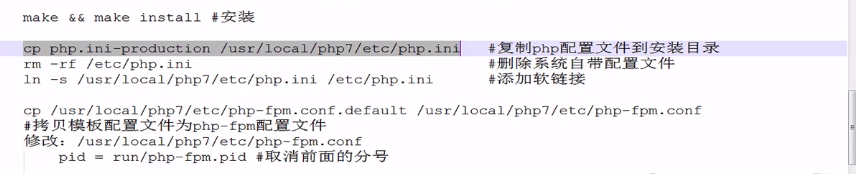 make && make install #安装
cp php.ini-production /usr/local/php7/etc/php.ini #复制php配置文件到安装目录
rm -rf /etc/php.ini #删除系统自带配置文件
ln -s /usr/local/php7/etc/php.ini /etc/php.ini #添加软链接
cp /usr/local/php7/etc/php-fpm.conf.default /usr/local/php7/etc/php-fpm.conf
#拷贝模板配置文件为php-fpm配置文件
修改：/usr/local/php7/etc/php-fpm.conf
pid = run/php-fpm.pid #取消前面的分号